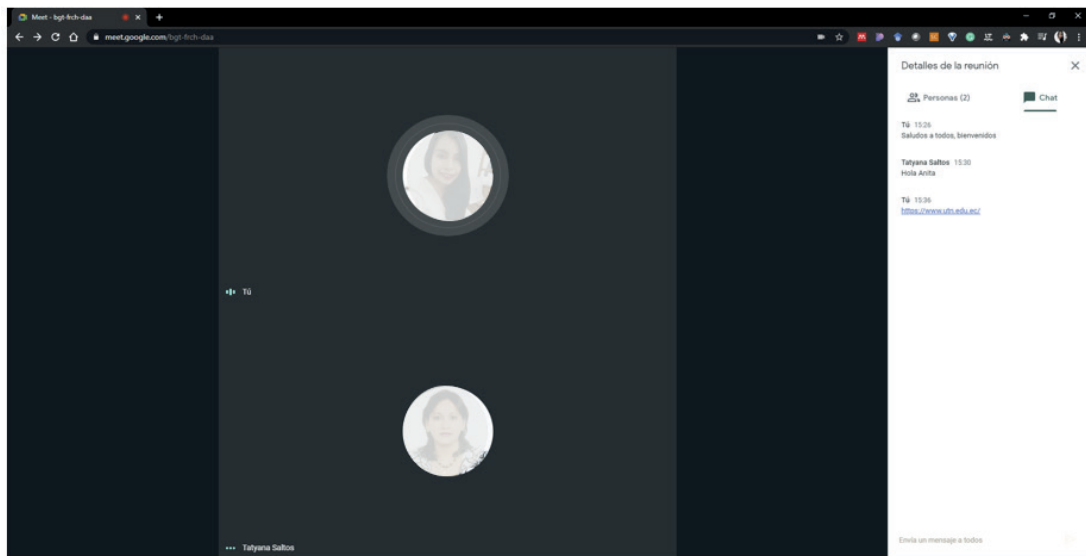 Meet - bgt-frch-daa
meet.google.com/bgt-frch-daa
Detalles de la reunión
Personas (2)
Chat
Tú 15:26
Saludos a todos, bienvenidos
Tatyana Saltos 15:30
Hola Anita
Tú 15:36
https://www.utn.edu.ec/
Tú
Tatyana Saltos
Envía un mensaje a todos